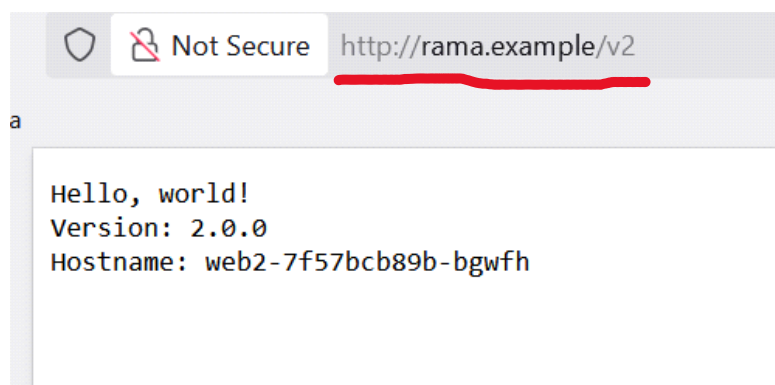 Not Secure http://rama.example/v2
a
Hello, world!
Version: 2.0.0
Hostname: web2-7f57bcb89b-bgwfh